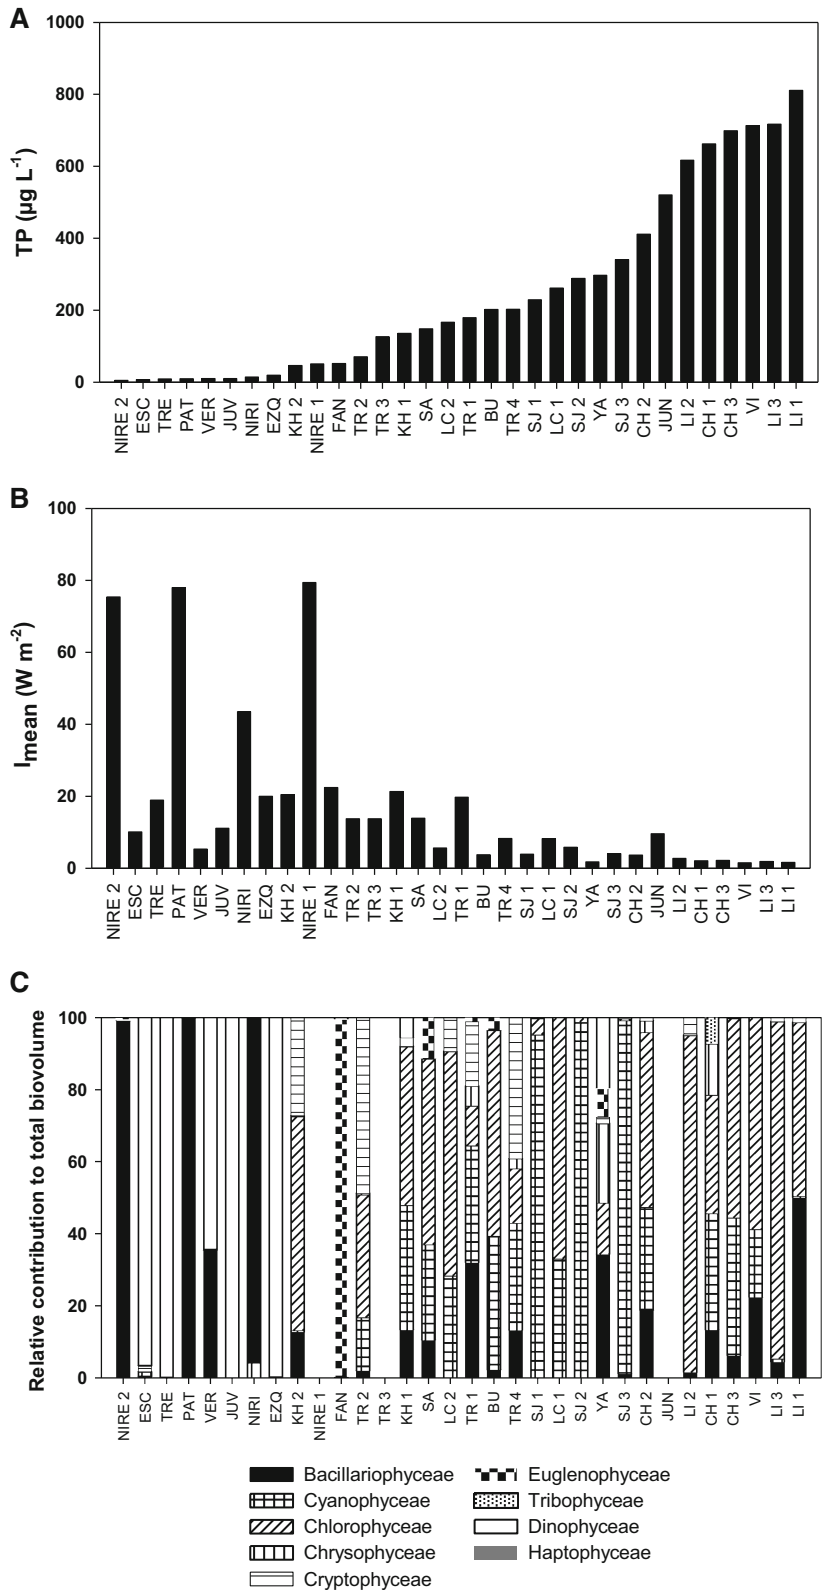 A
TP (µg L-1)
1000
800
600
400
200
0
NIRE 2 ESC TRE PAT VER JUV NIRI EZQ KH 2 NIRE 1 FAN TR 2 TR 3 KH 1 SA LC 2 TR 1 BU TR 4 SJ 1 LC 1 SJ 2 YA SJ 3 CH 2 JUN LI 2 CH 1 CH 3 VI LI 3 LI 1
B
Imean (W m-2)
100
80
60
40
20
0
NIRE 2 ESC TRE PAT VER JUV NIRI EZQ KH 2 NIRE 1 FAN TR 2 TR 3 KH 1 SA LC 2 TR 1 BU TR 4 SJ 1 LC 1 SJ 2 YA SJ 3 CH 2 JUN LI 2 CH 1 CH 3 VI LI 3 LI 1
C
Relative contribution to total biovolume
100
80
60
40
20
0
NIRE 2 ESC TRE PAT VER JUV NIRI EZQ KH 2 NIRE 1 FAN TR 2 TR 3 KH 1 SA LC 2 TR 1 BU TR 4 SJ 1 LC 1 SJ 2 YA SJ 3 CH 2 JUN LI 2 CH 1 CH 3 VI LI 3 LI 1
Bacillariophyceae
Cyanophyceae
Chlorophyceae
Chrysophyceae
Cryptophyceae
Euglenophyceae
Tribophyceae
Dinophyceae
Haptophyceae